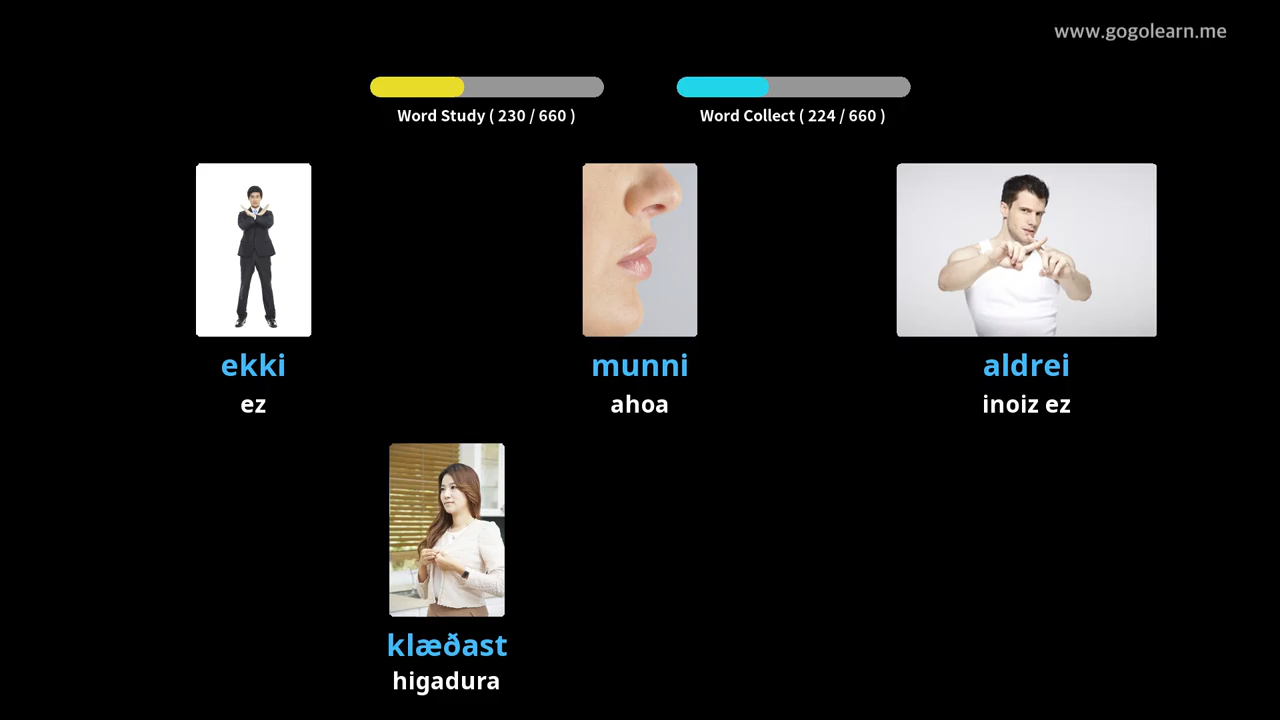 www.gogolearn.me
Word Study ( 230 / 660 )
Word Collect ( 224 / 660 )
ekki
ez
munni
ahoa
aldrei
inoiz ez
klæðast
higadura